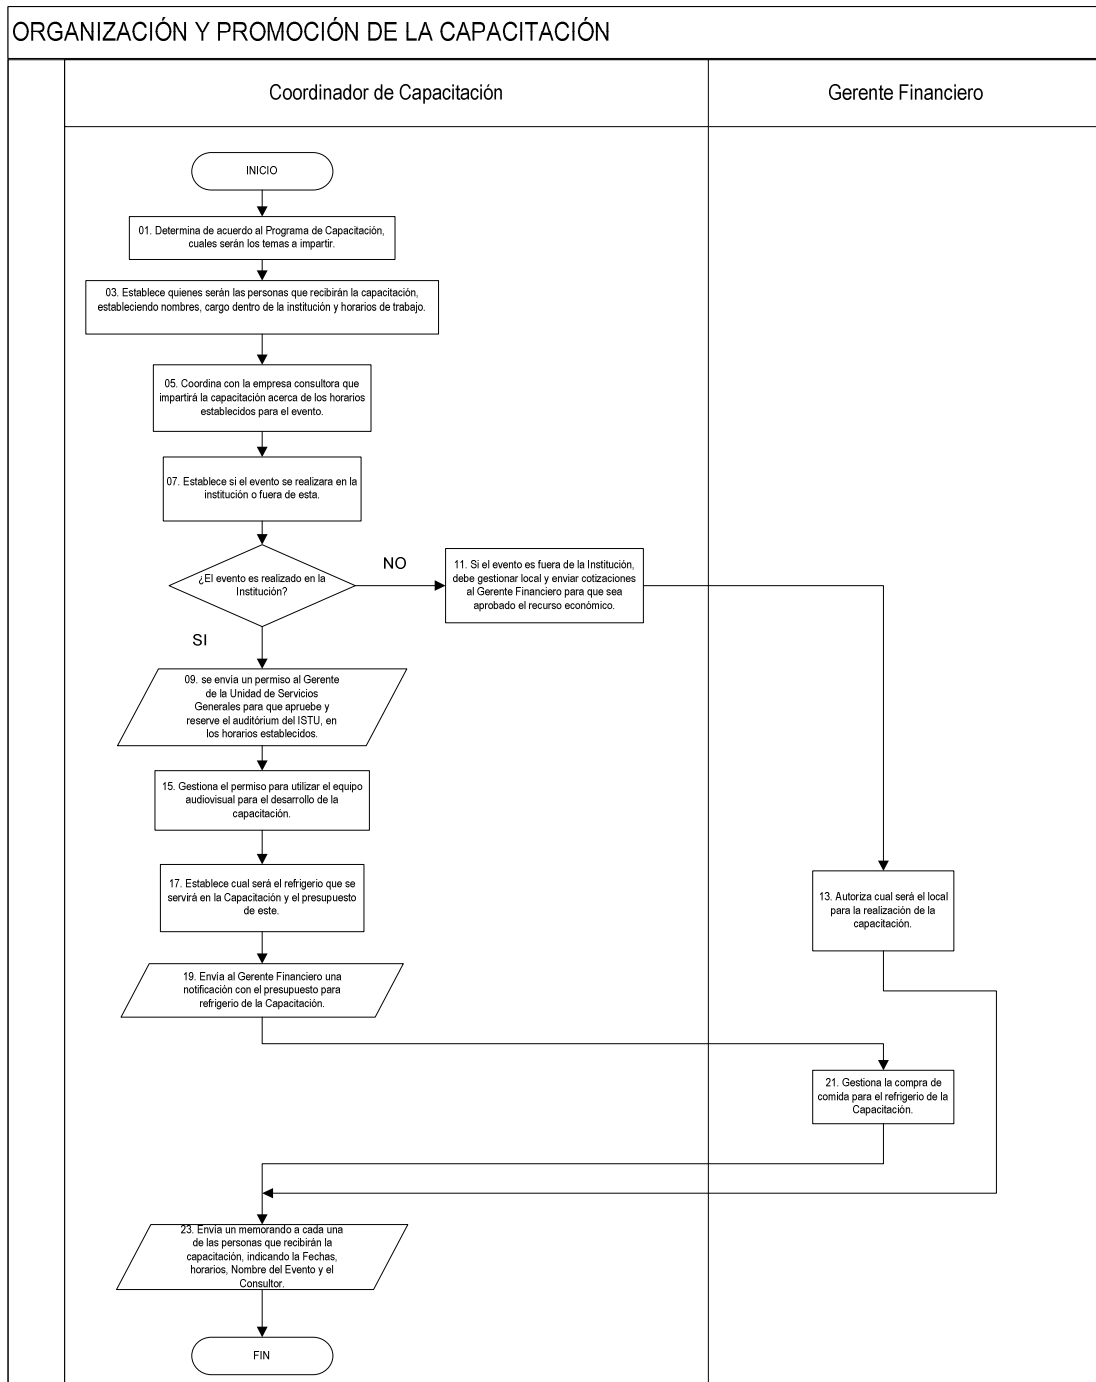 ORGANIZACIÓN Y PROMOCIÓN DE LA CAPACITACIÓN
Coordinador de Capacitación
Gerente Financiero
INICIO
01. Determina de acuerdo al Programa de Capacitación,
cuales serán los temas a impartir.
03. Establece quienes serán las personas que recibirán la capacitación,
estableciendo nombres, cargo dentro de la institución y horarios de trabajo.
05. Coordina con la empresa consultora que
impartirá la capacitación acerca de los horarios
establecidos para el evento.
07. Establece si el evento se realizara en la
institución o fuera de esta.
¿El evento es realizado en la
Institución?
NO
11. Si el evento es fuera de la Institución,
debe gestionar local y enviar cotizaciones
al Gerente Financiero para que sea
aprobado el recurso económico.
SI
09. se envía un permiso al Gerente
de la Unidad de Servicios
Generales para que apruebe y
reserve el auditórium del ISTU, en
los horarios establecidos.
15. Gestiona el permiso para utilizar el equipo
audiovisual para el desarrollo de la
capacitación.
17. Establece cual será el refrigerio que se
servirá en la Capacitación y el presupuesto
de este.
13. Autoriza cual será el local
para la realización de la
capacitación.
19. Envía al Gerente Financiero una
notificación con el presupuesto para
refrigerio de la Capacitación.
21. Gestiona la compra de
comida para el refrigerio de la
Capacitación.
23. Envía un memorando a cada una
de las personas que recibirán la
capacitación, indicando la Fechas,
horarios, Nombre del Evento y el
Consultor.
FIN